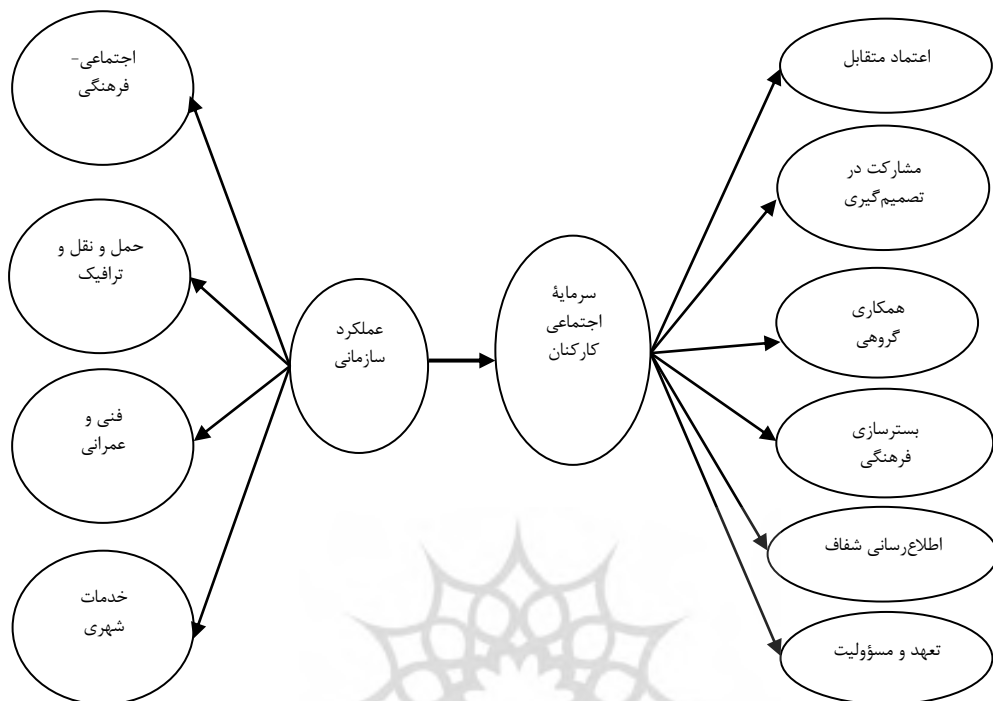 اعتماد متقابل
مشارکت در
تصمیم‌گیری
همکاری
گروهی
بسترسازی
فرهنگی
اطلاع‌رسانی شفاف
تعهد و مسؤولیت
سرمایۀ
اجتماعی
کارکنان
عملکرد
سازمانی
اجتماعی-
فرهنگی
حمل و نقل و
ترافیک
فنی و
عمرانی
خدمات
شهری